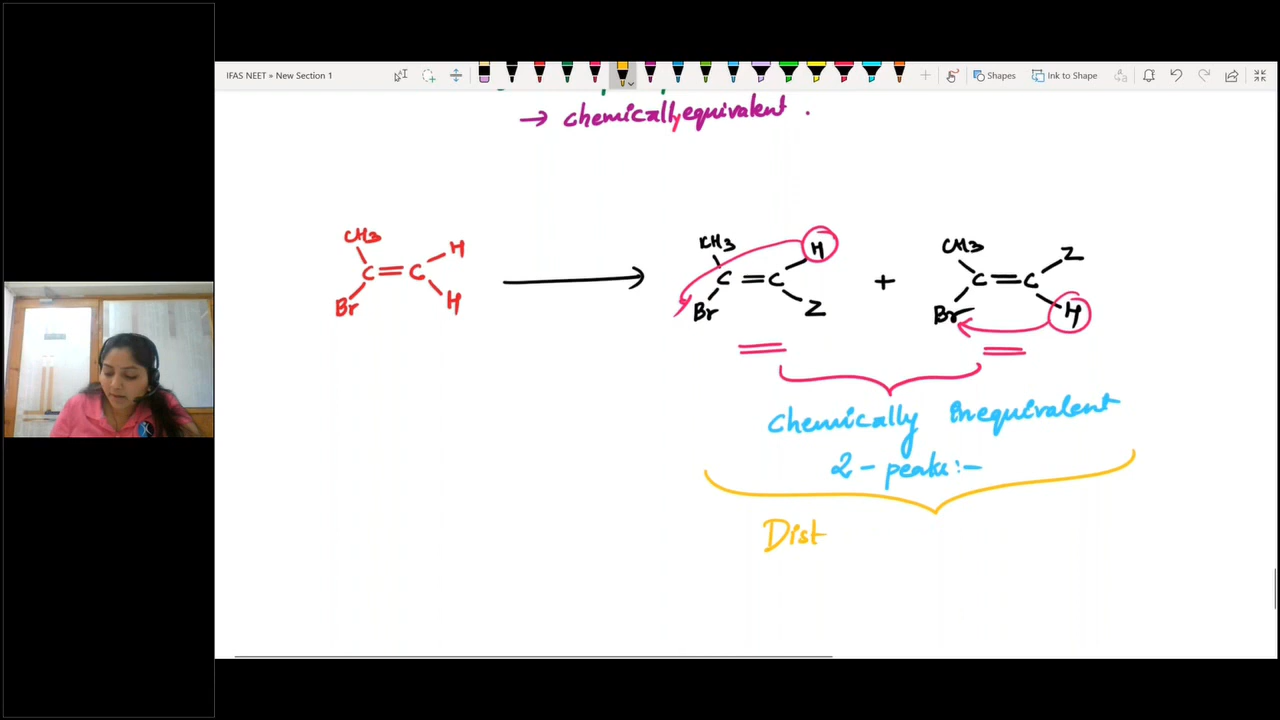 IFAS NEET » New Section 1
Shapes
Ink to Shape
→ chemically equivalent .
CH3 H
C = C
Br H
CH3 H
C = C
Br Z
+
CH3 Z
C = C
Br H
Chemically inequivalent
2 - peaks :-
Dist